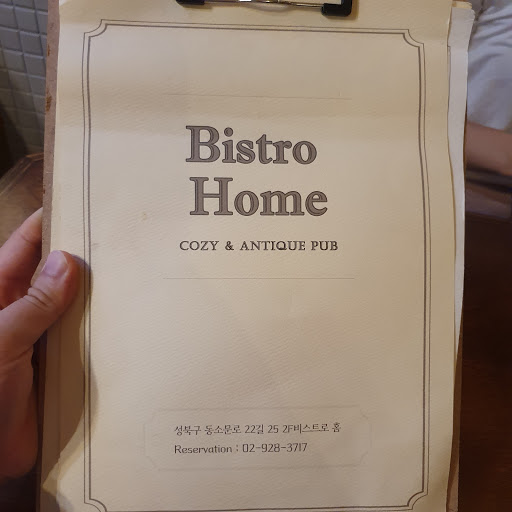 Bistro
Home
COZY & ANTIQUE PUB
성북구 동소문로 22길 25 2F비스트로 홈
Reservation : 02-928-3717